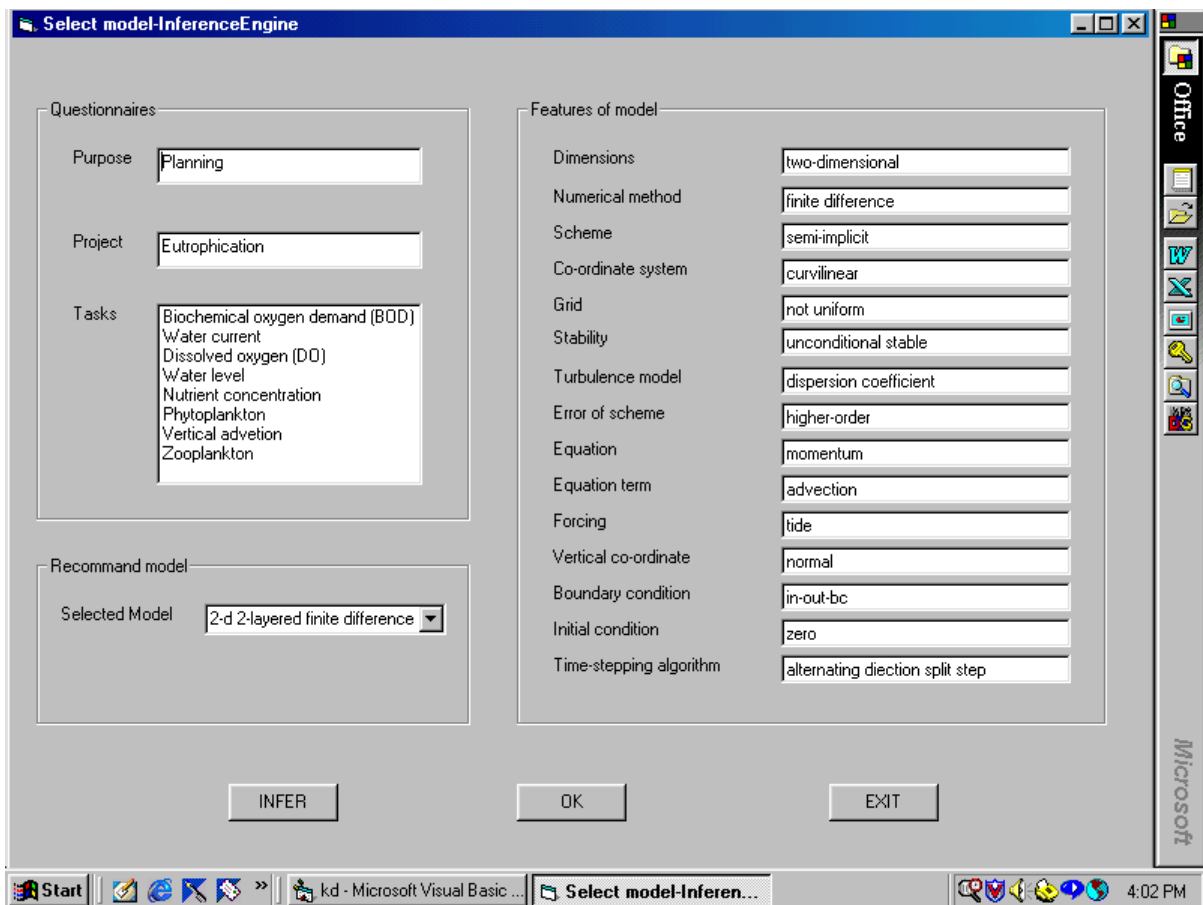 Select model-InferenceEngine
Questionnaires
Purpose
Planning
Project
Eutrophication
Tasks
Biochemical oxygen demand (BOD)
Water current
Dissolved oxygen (DO)
Water level
Nutrient concentration
Phytoplankton
Vertical advetion
Zooplankton
Recommand model
Selected Model
2-d 2-layered finite difference
Features of model
Dimensions
two-dimensional
Numerical method
finite difference
Scheme
semi-implicit
Co-ordinate system
curvilinear
Grid
not uniform
Stability
unconditional stable
Turbulence model
dispersion coefficient
Error of scheme
higher-order
Equation
momentum
Equation term
advection
Forcing
tide
Vertical co-ordinate
normal
Boundary condition
in-out-bc
Initial condition
zero
Time-stepping algorithm
alternating diection split step
INFER
OK
EXIT
Office
Microsoft
Start
»
kd - Microsoft Visual Basic ...
Select model-Inferen...
4:02 PM